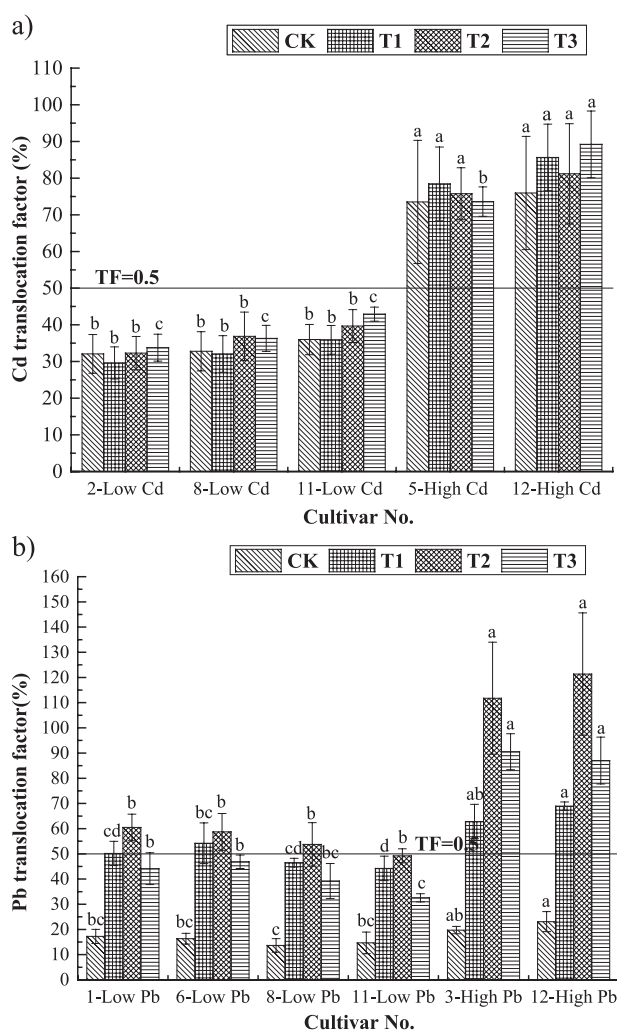 a)
CK T1 T2 T3
110
100
90
80
70
60
50
40
30
20
10
0
Cd translocation factor (%)
TF=0.5
b b b c
b b b c
b b b c
a a a b
a a a a
2-Low Cd 8-Low Cd 11-Low Cd 5-High Cd 12-High Cd
Cultivar No.
b)
CK T1 T2 T3
160
150
140
130
120
110
100
90
80
70
60
50
40
30
20
10
0
Pb translocation factor(%)
TF=0.5
bc cd b b
bc bc b b
c cd b bc
bc d b c
ab ab a a
b a a a
1-Low Pb 6-Low Pb 8-Low Pb 11-Low Pb 3-High Pb 12-High Pb
Cultivar No.